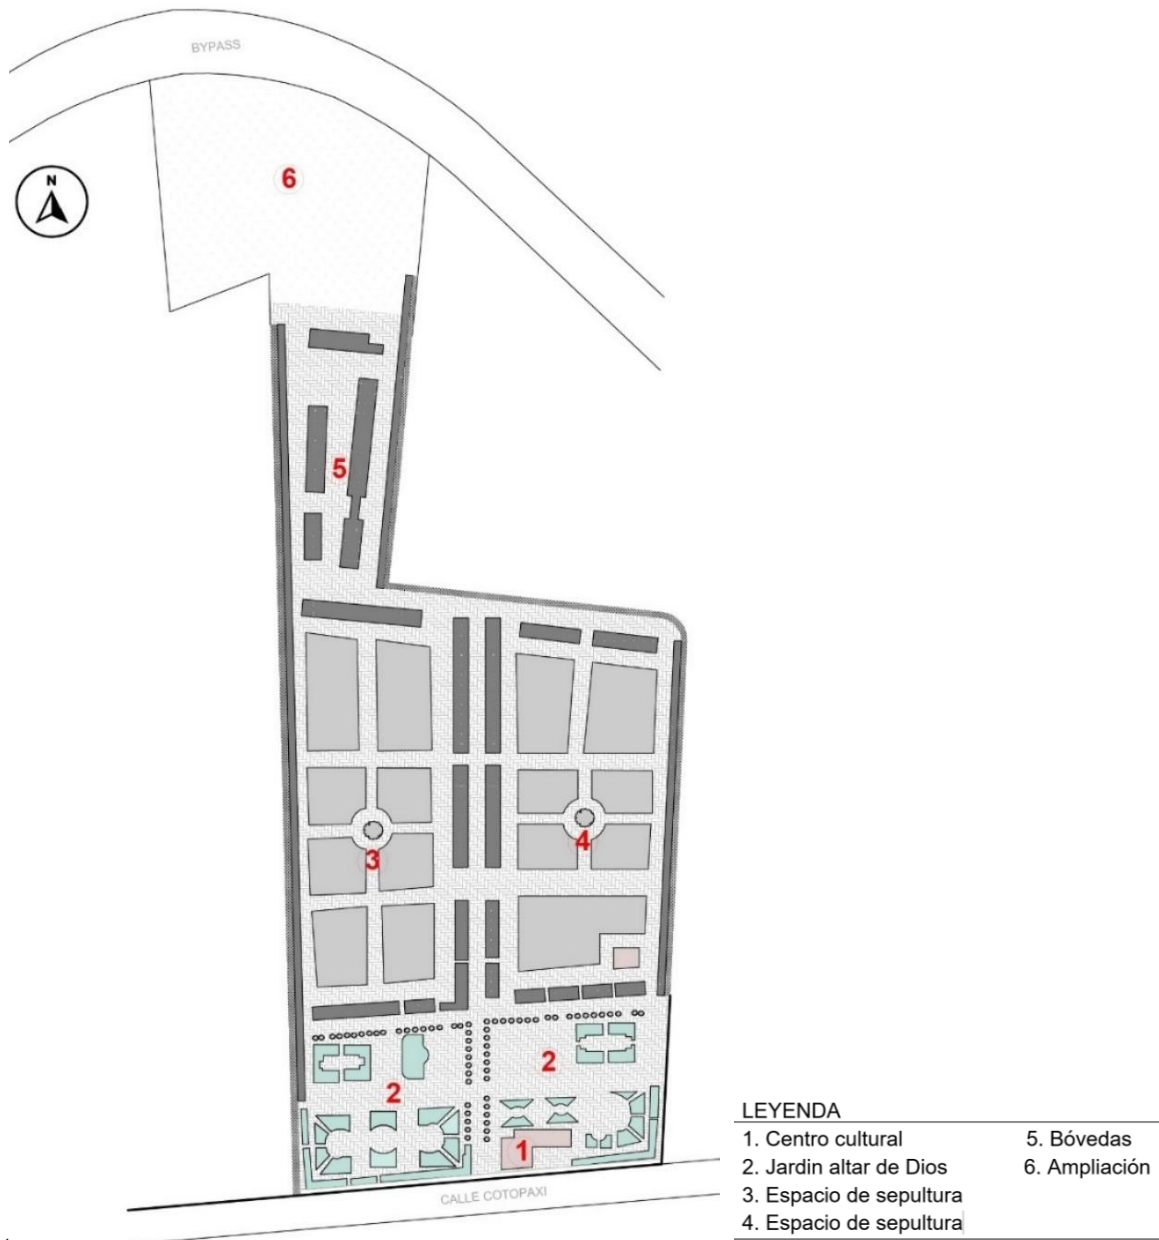 BYPASS
6
N
5
4
3
2
2
1
CALLE COTOPAXI
LEYENDA
1. Centro cultural
2. Jardin altar de Dios
3. Espacio de sepultura
4. Espacio de sepultura
5. Bóvedas
6. Ampliación